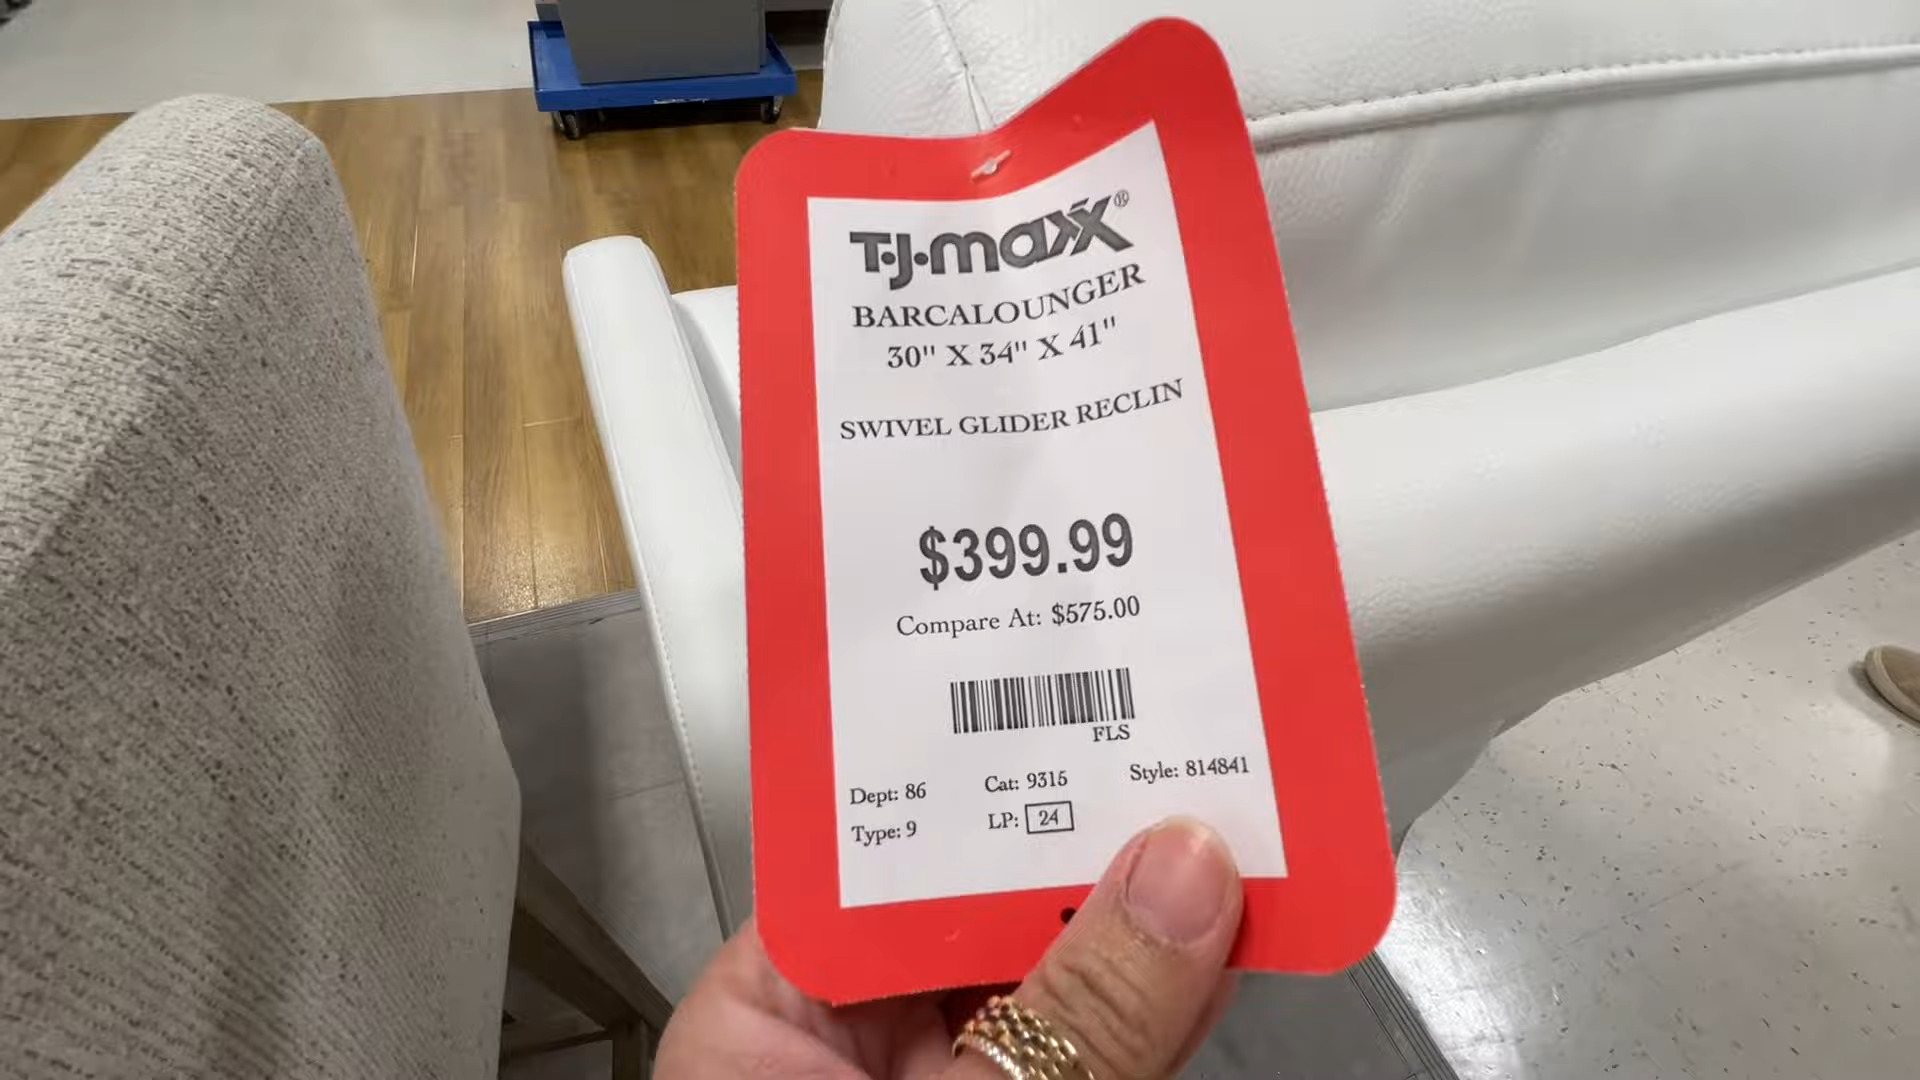 T.J.maxx®
BARCALOUNGER
30" X 34" X 41"
SWIVEL GLIDER RECLIN
$399.99
Compare At: $575.00
FLS
Dept: 86 Cat: 9315 Style: 814841
Type: 9 LP: 24